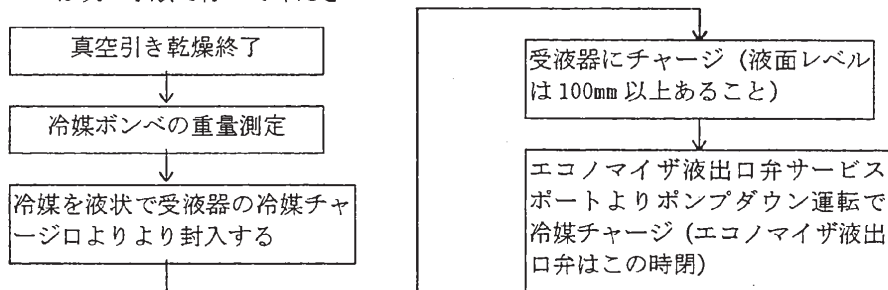 真空引き乾燥終了
冷媒ボンベの重量測定
冷媒を液状で受液器の冷媒チャ
ージ口よりより封入する
受液器にチャージ (液面レベル
は100mm以上あること)
エコノマイザ液出口弁サービス
ポートよりポンプダウン運転で
冷媒チャージ (エコノマイザ液出
口弁はこの時閉)